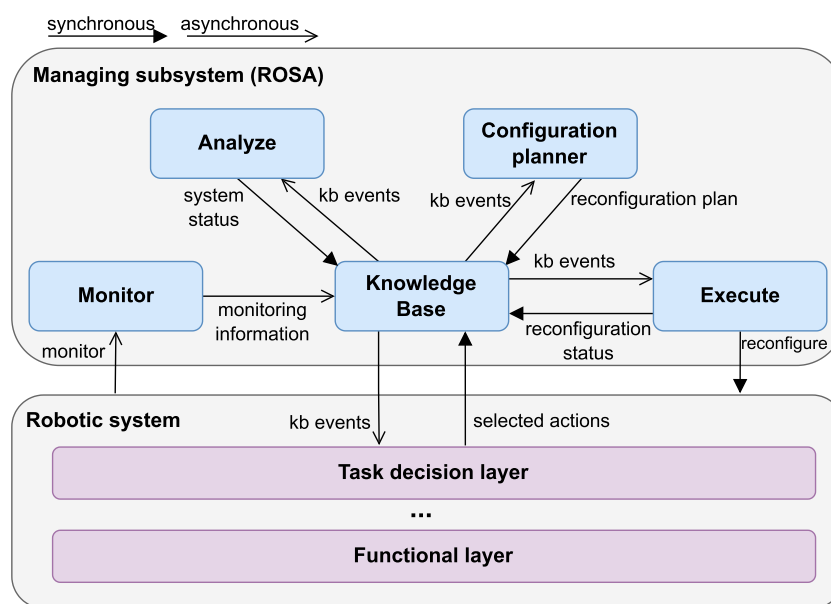 synchronous
asynchronous
Managing subsystem (ROSA)
Analyze
Configuration
planner
system
status
kb events
kb events
reconfiguration plan
Monitor
monitoring
information
Knowledge
Base
kb events
reconfiguration
status
Execute
monitor
reconfigure
Robotic system
kb events
selected actions
Task decision layer
...
Functional layer